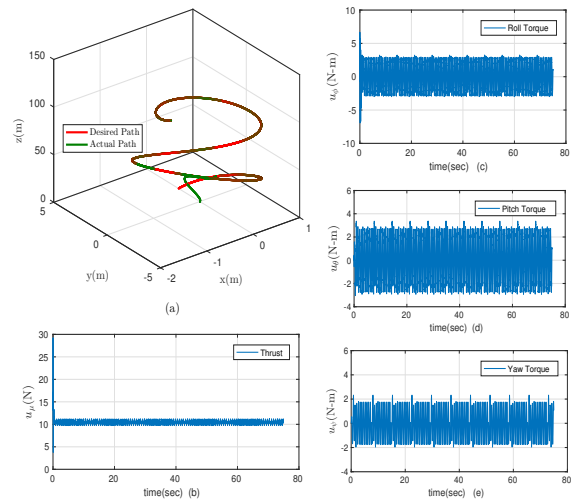 150
100
50
0
z(m)
Desired Path
Actual Path
5
0
-5
y(m)
-2
-1
0
1
x(m)
(a)
10
5
0
-5
-10
u_ϕ (N-m)
Roll Torque
0 20 40 60 80
time(sec) (c)
6
4
2
0
-2
-4
u_θ (N-m)
Pitch Torque
0 20 40 60 80
time(sec) (d)
30
25
20
15
10
5
0
u_μ(N)
Thrust
0 20 40 60 80
time(sec) (b)
6
4
2
0
-2
-4
u_ψ (N-m)
Yaw Torque
0 20 40 60 80
time(sec) (e)